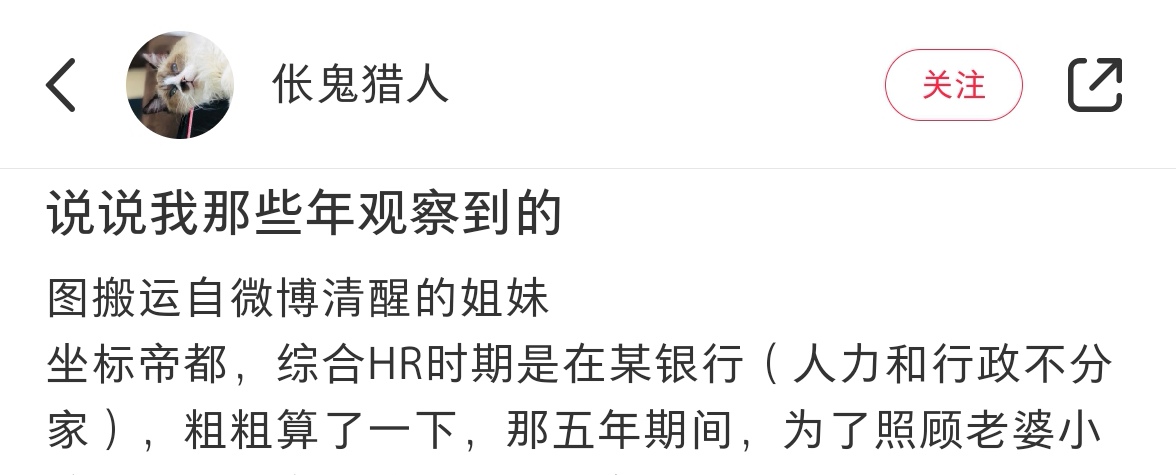 伥鬼猎人
关注
说说我那些年观察到的
图搬运自微博清醒的姐妹
坐标帝都，综合HR时期是在某银行（人力和行政不分
家），粗粗算了一下，那五年期间，为了照顾老婆小